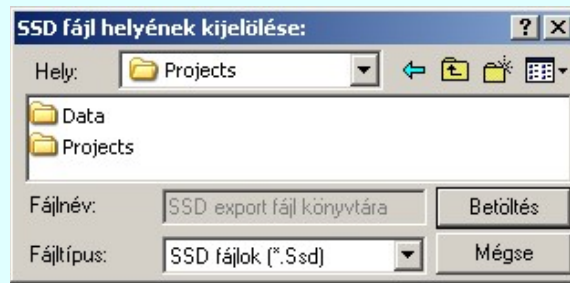 SSD fájl helyének kijelölése:
Hely: Projects
Data
Projects
Fájlnév: SSD export fájl könyvtára Betöltés
Fájltípus: SSD fájlok (*.Ssd) Mégse